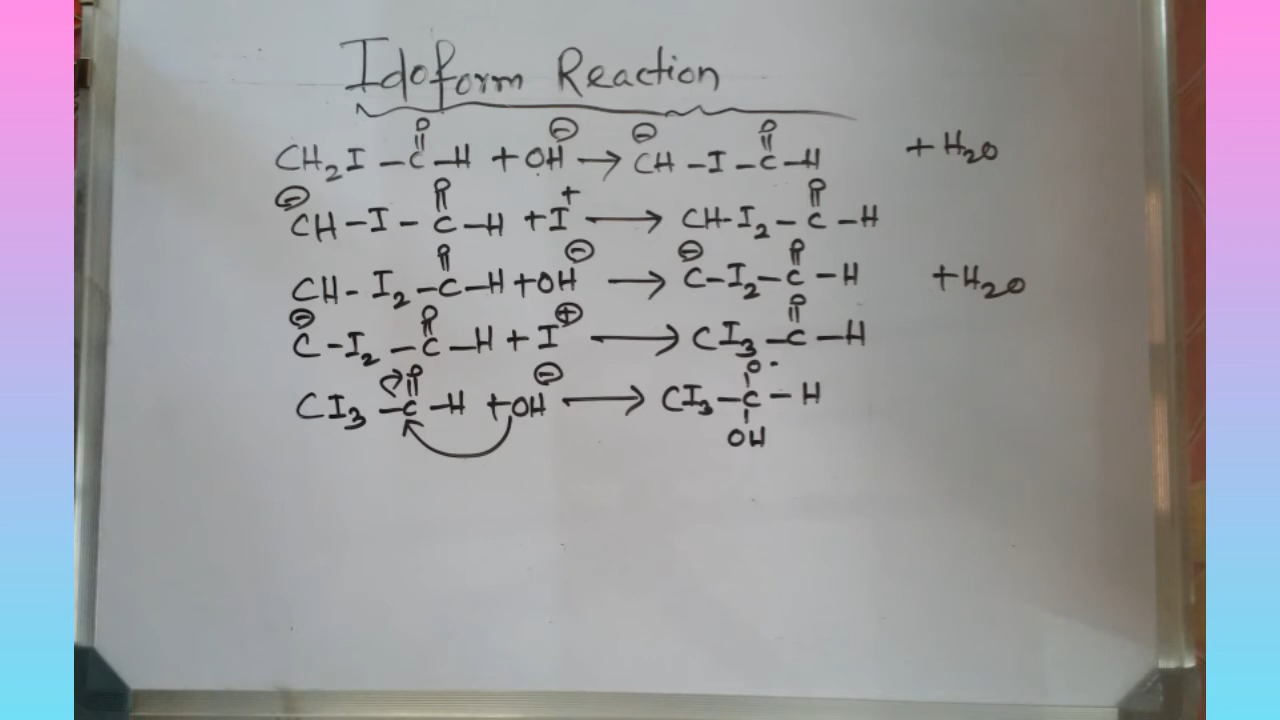 Idoform Reaction
CH₂I – C(=O) – H + OH⊖ → ⊖CH – I – C(=O) – H + H₂O
⊖CH – I – C(=O) – H + I⁺ → CH-I₂ – C(=O) – H
CH- I₂ – C(=O) – H + OH⊖ → ⊖C – I₂ – C(=O) – H + H₂O
⊖C – I₂ – C(=O) – H + I⊕ → CI₃ – C(=O) – H
CI₃ – C(=O) – H + OH⊖ → CI₃ – C(O)(OH) – H